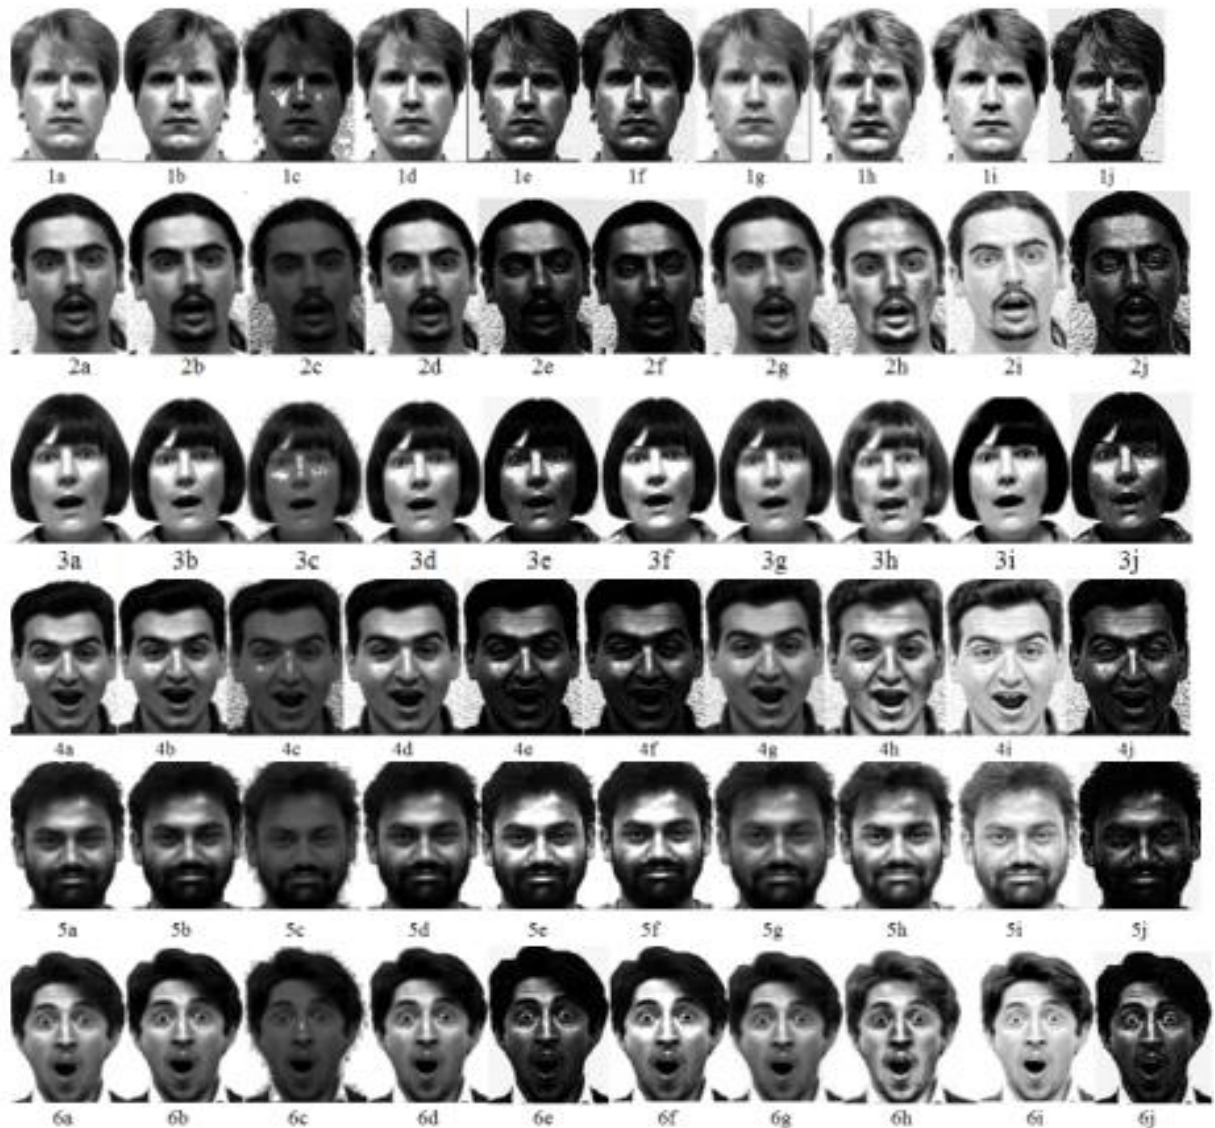 1a 1b 1c 1d 1e 1f 1g 1h 1i 1j
2a 2b 2c 2d 2e 2f 2g 2h 2i 2j
3a 3b 3c 3d 3e 3f 3g 3h 3i 3j
4a 4b 4c 4d 4e 4f 4g 4h 4i 4j
5a 5b 5c 5d 5e 5f 5g 5h 5i 5j
6a 6b 6c 6d 6e 6f 6g 6h 6i 6j